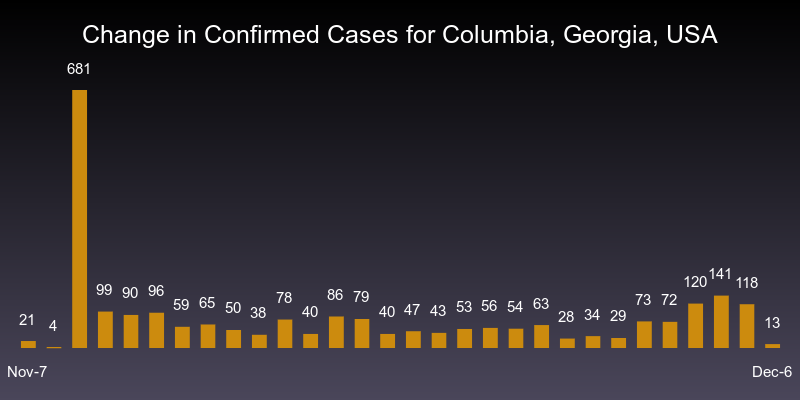 Change in Confirmed Cases for Columbia, Georgia, USA
681
21 4 99 90 96 59 65 50 38 78 40 86 79 40 47 43 53 56 54 63 28 34 29 73 72 120 141 118 13
Nov-7 Dec-6